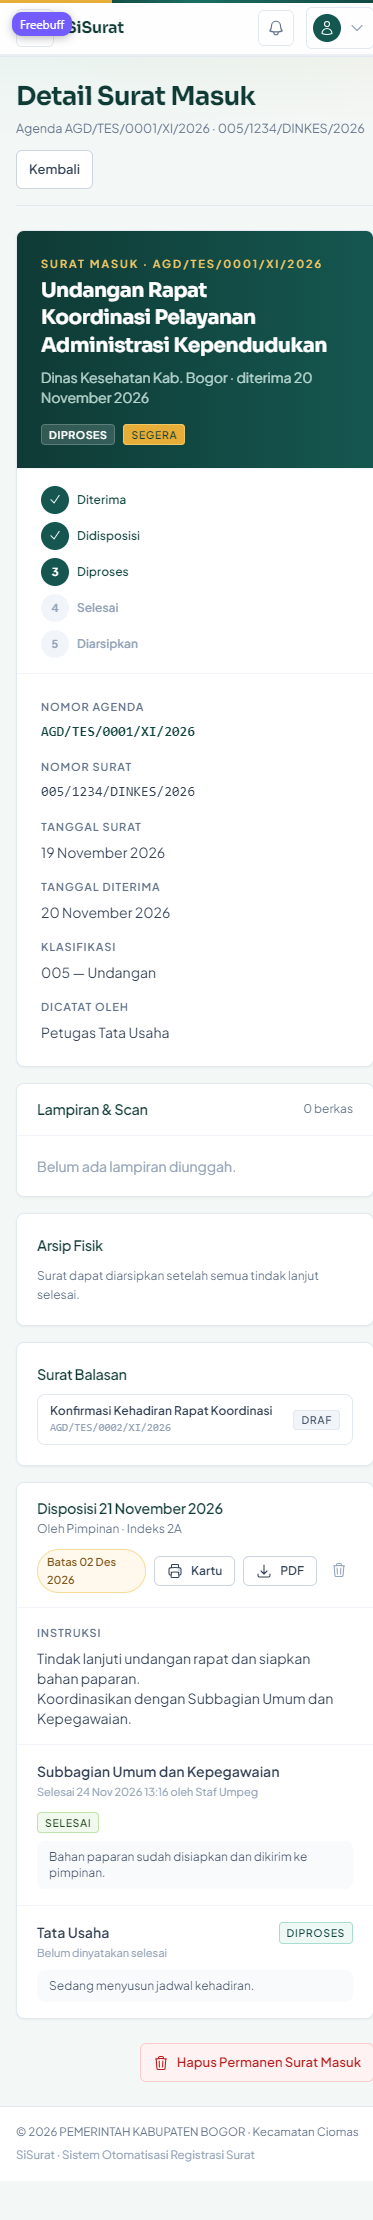 Freebuff
SiSurat
Detail Surat Masuk
Agenda AGD/TES/0001/XI/2026 · 005/1234/DINKES/2026
Kembali
SURAT MASUK · AGD/TES/0001/XI/2026
Undangan Rapat
Koordinasi Pelayanan
Administrasi Kependudukan
Dinas Kesehatan Kab. Bogor · diterima 20
November 2026
DIPROSES
SEGERA
Diterima
Didisposisi
3 Diproses
4 Selesai
5 Diarsipkan
NOMOR AGENDA
AGD/TES/0001/XI/2026
NOMOR SURAT
005/1234/DINKES/2026
TANGGAL SURAT
19 November 2026
TANGGAL DITERIMA
20 November 2026
KLASIFIKASI
005 — Undangan
DICATAT OLEH
Petugas Tata Usaha
Lampiran & Scan
0 berkas
Belum ada lampiran diunggah.
Arsip Fisik
Surat dapat diarsipkan setelah semua tindak lanjut
selesai.
Surat Balasan
Konfirmasi Kehadiran Rapat Koordinasi
AGD/TES/0002/XI/2026
DRAF
Disposisi 21 November 2026
Oleh Pimpinan · Indeks 2A
Batas 02 Des
2026
Kartu
PDF
INSTRUKSI
Tindak lanjuti undangan rapat dan siapkan
bahan paparan.
Koordinasikan dengan Subbagian Umum dan
Kepegawaian.
Subbagian Umum dan Kepegawaian
Selesai 24 Nov 2026 13:16 oleh Staf Umpeg
SELESAI
Bahan paparan sudah disiapkan dan dikirim ke
pimpinan.
Tata Usaha
DIPROSES
Belum dinyatakan selesai
Sedang menyusun jadwal kehadiran.
Hapus Permanen Surat Masuk
© 2026 PEMERINTAH KABUPATEN BOGOR · Kecamatan Ciomas
SiSurat · Sistem Otomatisasi Registrasi Surat